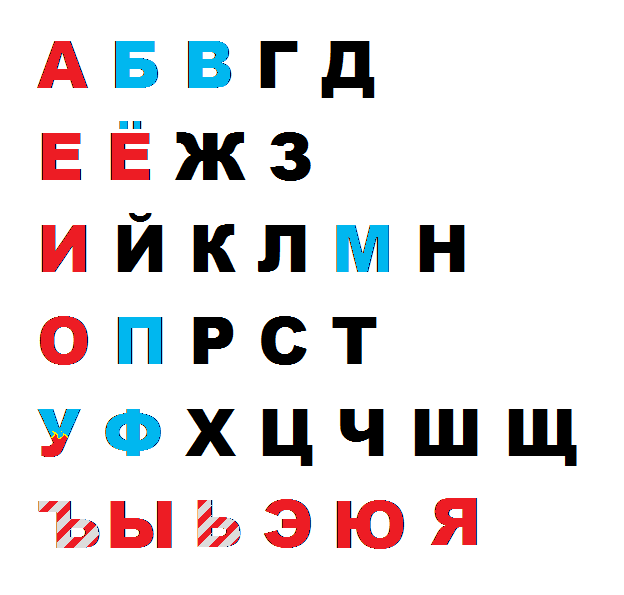 А Б В Г Д
Е Ё Ж З
И Й К Л М Н
О П Р С Т
У Ф Х Ц Ч Ш Щ
Ъ Ы Ь Э Ю Я